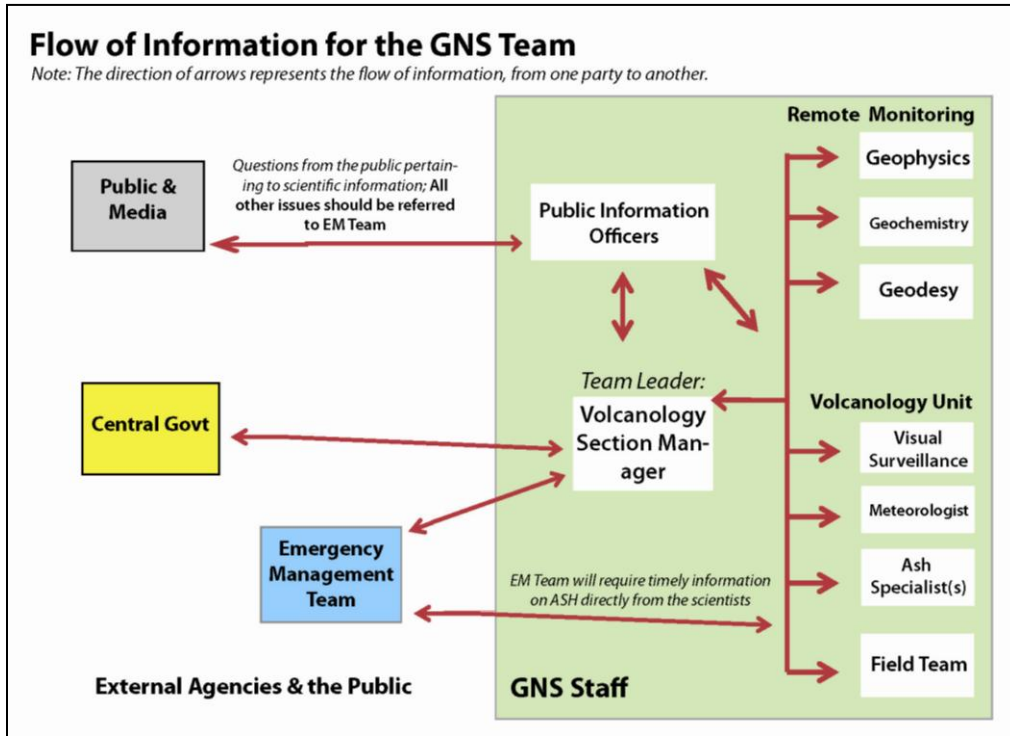 Flow of Information for the GNS Team
Note: The direction of arrows represents the flow of information, from one party to another.
Public &
Media
Questions from the public pertain-
ing to scientific information; All
other issues should be referred
to EM Team
Public Information
Officers
Remote Monitoring
Geophysics
Geochemistry
Geodesy
Central Govt
Team Leader:
Volcanology
Section Man-
ager
Volcanology Unit
Visual
Surveillance
Meteorologist
Ash
Specialist(s)
Field Team
Emergency
Management
Team
EM Team will require timely information
on ASH directly from the scientists
External Agencies & the Public
GNS Staff